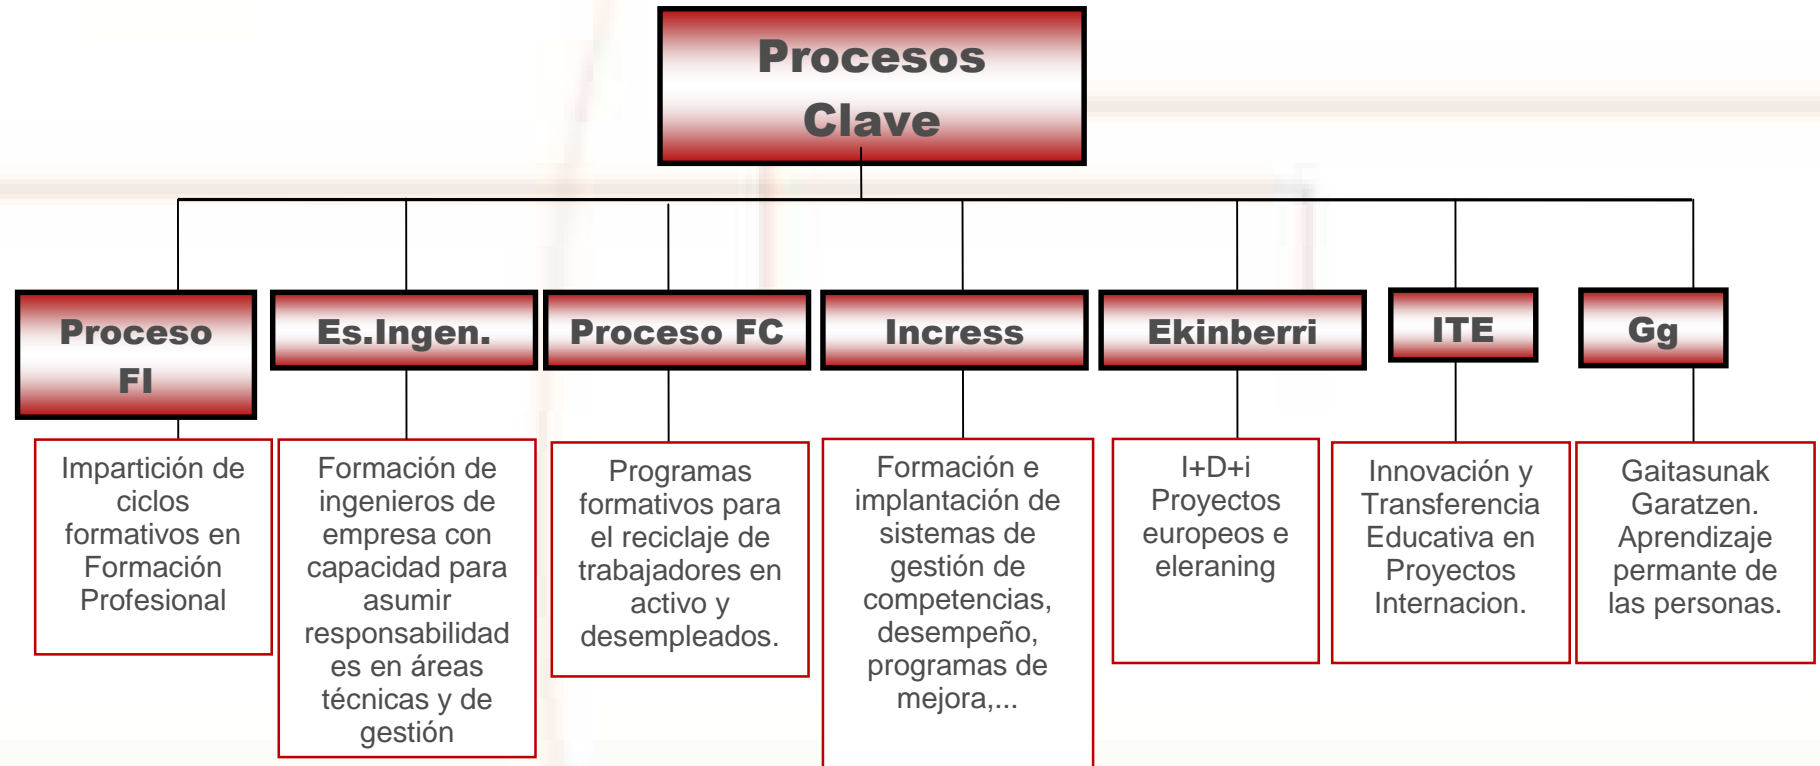 Procesos
Clave
Proceso
FI
Es.Ingen.
Proceso FC
Incress
Ekinberri
ITE
Gg
Impartición de
ciclos
formativos en
Formación
Profesional
Formación de
ingenieros de
empresa con
capacidad para
asumir
responsabilidad
es en áreas
técnicas y de
gestión
Programas
formativos para
el reciclaje de
trabajadores en
activo y
desempleados.
Formación e
implantación de
sistemas de
gestión de
competencias,
desempeño,
programas de
mejora,...
I+D+i
Proyectos
europeos e
eleraning
Innovación y
Transferencia
Educativa en
Proyectos
Internacion.
Gaitasunak
Garatzen.
Aprendizaje
permante de
las personas.